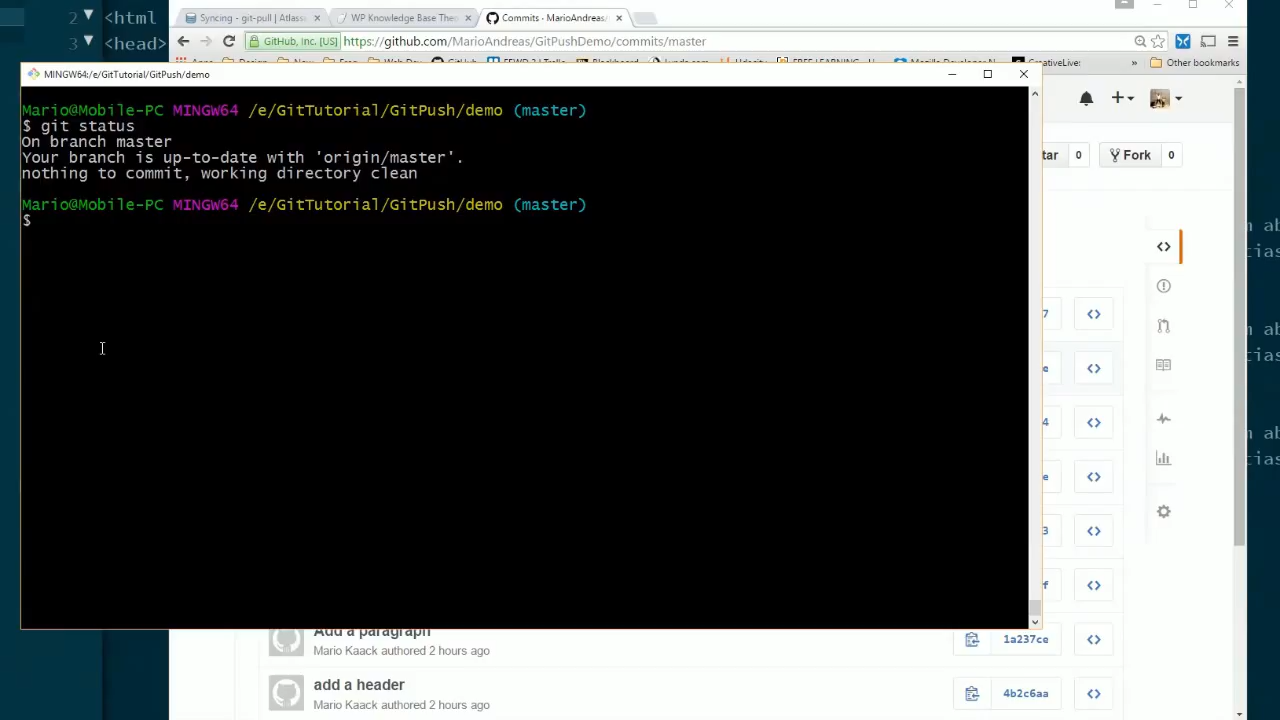 2 <html
3 <head>
Syncing - git-pull | Atlass
WP Knowledge Base Them
Commits · MarioAndreas/
GitHub, Inc. [US] https://github.com/MarioAndreas/GitPushDemo/commits/master
Other bookmarks
MINGW64:/e/GitTutorial/GitPush/demo
Mario@Mobile-PC MINGW64 /e/GitTutorial/GitPush/demo (master)
$ git status
On branch master
Your branch is up-to-date with 'origin/master'.
nothing to commit, working directory clean
Mario@Mobile-PC MINGW64 /e/GitTutorial/GitPush/demo (master)
$
tar 0 Fork 0
7
e
4
e
3
f
Add a paragraph
Mario Kaack authored 2 hours ago
1a237ce
add a header
Mario Kaack authored 2 hours ago
4b2c6aa